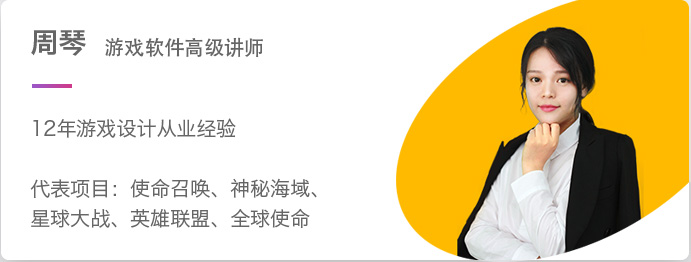 周琴 游戏软件高级讲师
12年游戏设计从业经验
代表项目：使命召唤、神秘海域、
星球大战、英雄联盟、全球使命